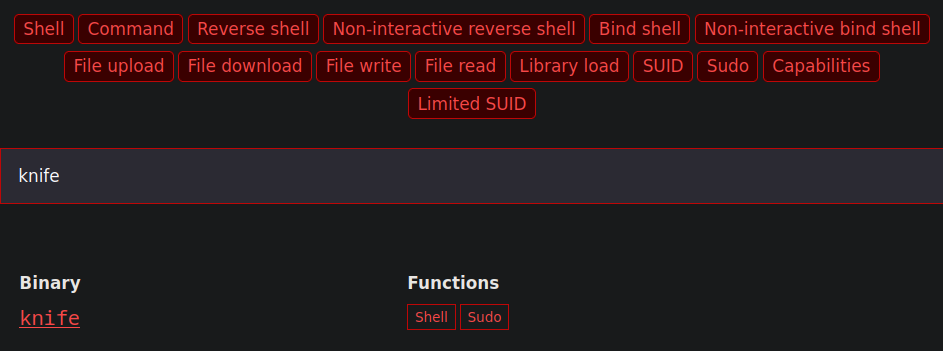 Shell Command Reverse shell Non-interactive reverse shell Bind shell Non-interactive bind shell
File upload File download File write File read Library load SUID Sudo Capabilities
Limited SUID
knife
Binary Functions
knife Shell Sudo